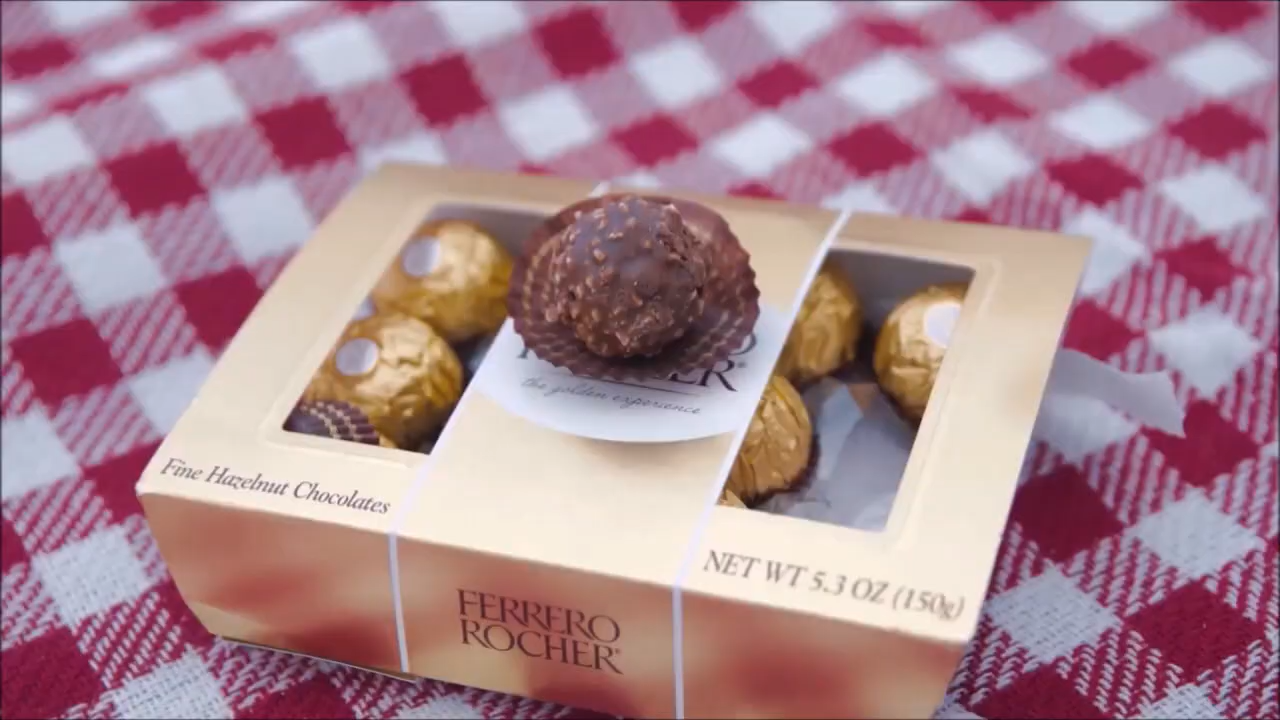 the golden experience
Fine Hazelnut Chocolates
NET WT 5.3 OZ (150g)
FERRERO
ROCHER®